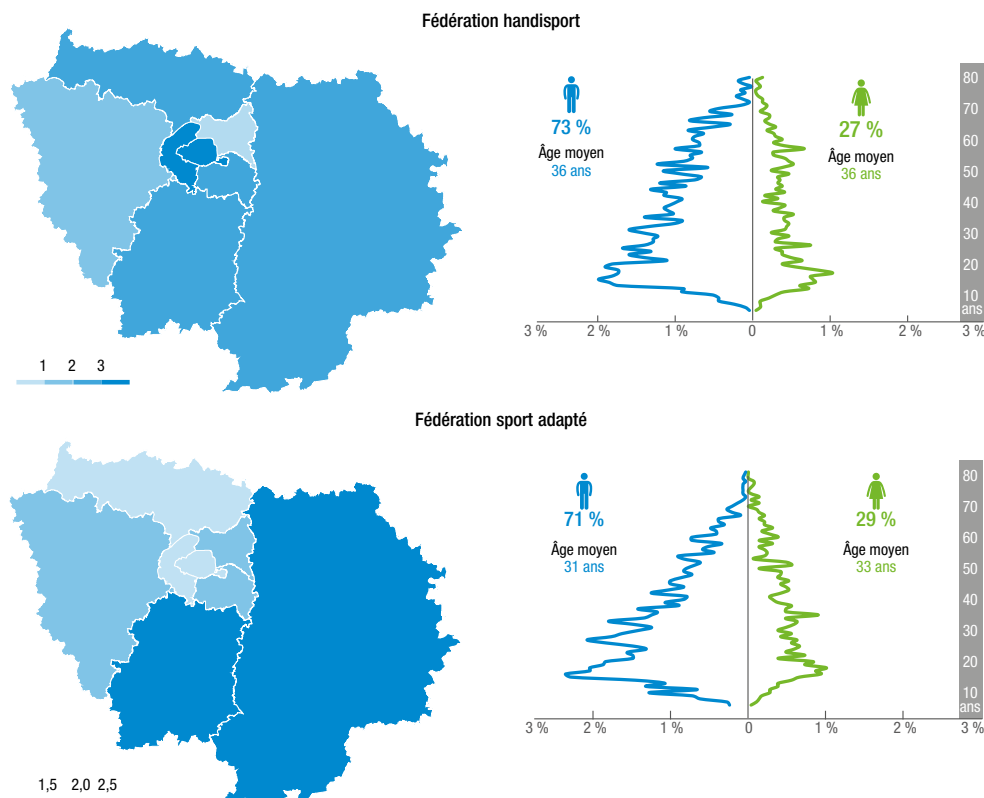 Fédération handisport
73 %
Âge moyen
36 ans
27 %
Âge moyen
36 ans
80
70
60
50
40
30
20
10
ans
3 % 2 % 1 % 0 1 % 2 % 3 %
1 2 3
Fédération sport adapté
71 %
Âge moyen
31 ans
29 %
Âge moyen
33 ans
80
70
60
50
40
30
20
10
ans
3 % 2 % 1 % 0 1 % 2 % 3 %
1,5 2,0 2,5